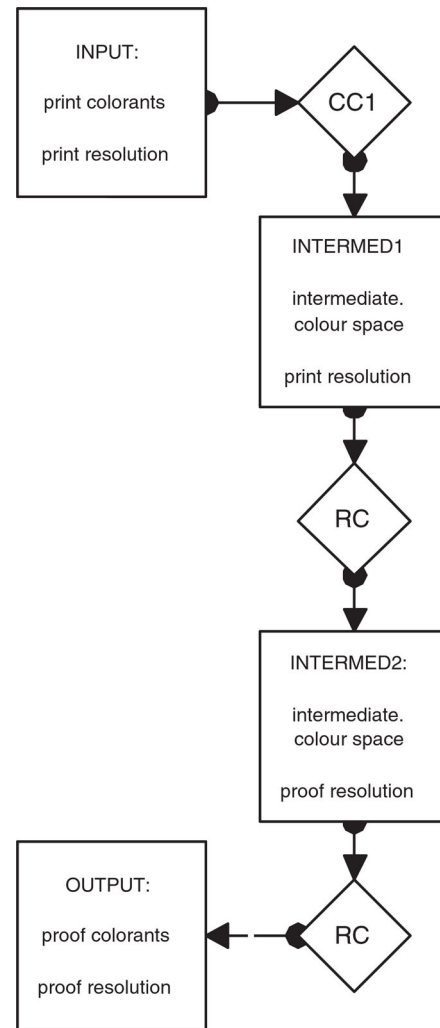 INPUT:
print colorants
print resolution
CC1
INTERMED1
intermediate.
colour space
print resolution
RC
INTERMED2:
intermediate.
colour space
proof resolution
RC
OUTPUT:
proof colorants
proof resolution